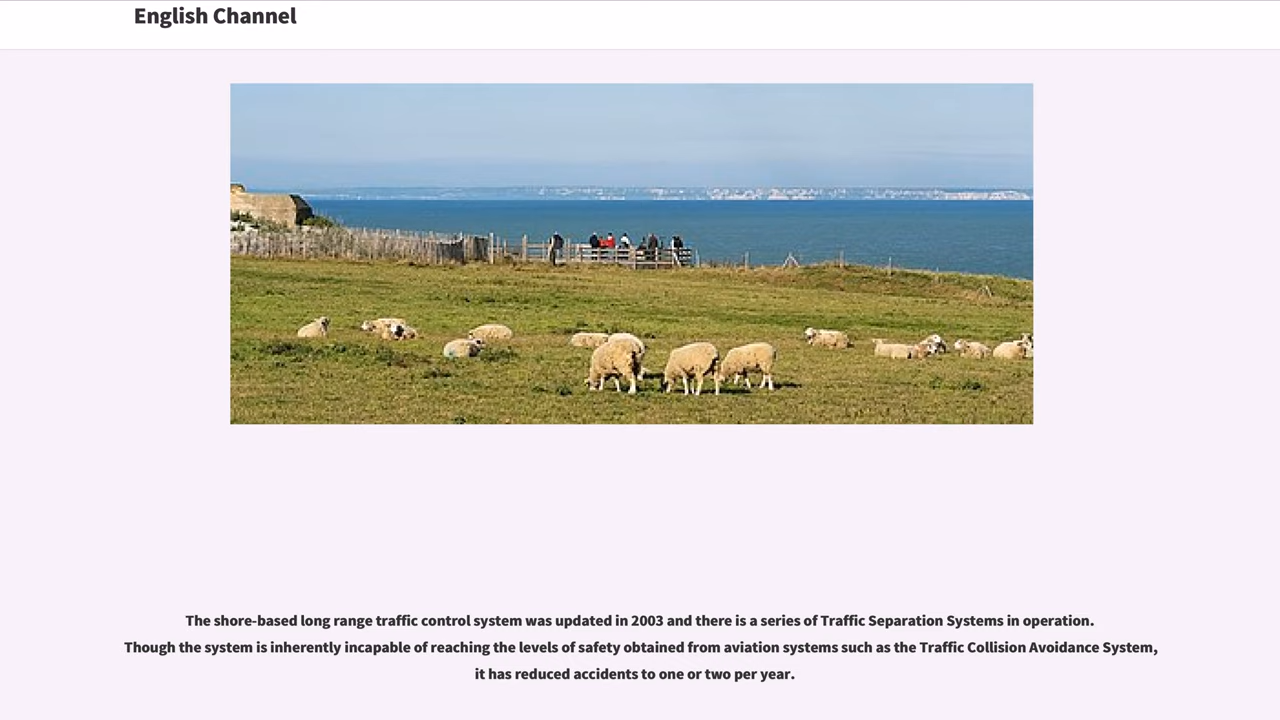 English Channel
The shore-based long range traffic control system was updated in 2003 and there is a series of Traffic Separation Systems in operation.
Though the system is inherently incapable of reaching the levels of safety obtained from aviation systems such as the Traffic Collision Avoidance System,
it has reduced accidents to one or two per year.